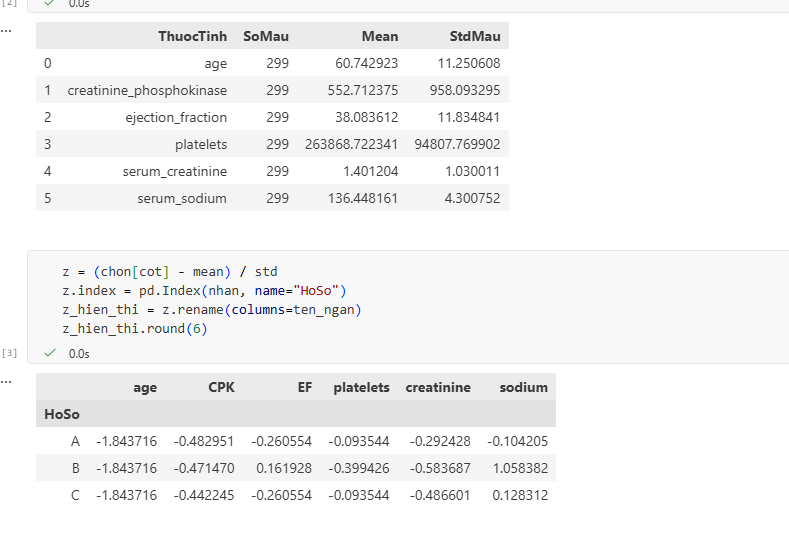 [2] ✓ 0.0s
...
ThuocTinh SoMau Mean StdMau
0 age 299 60.742923 11.250608
1 creatinine_phosphokinase 299 552.712375 958.093295
2 ejection_fraction 299 38.083612 11.834841
3 platelets 299 263868.722341 94807.769902
4 serum_creatinine 299 1.401204 1.030011
5 serum_sodium 299 136.448161 4.300752
z = (chon[cot] - mean) / std
z.index = pd.Index(nhan, name="HoSo")
z_hien_thi = z.rename(columns=ten_ngan)
z_hien_thi.round(6)
[3] ✓ 0.0s
...
age CPK EF platelets creatinine sodium
HoSo
A -1.843716 -0.482951 -0.260554 -0.093544 -0.292428 -0.104205
B -1.843716 -0.471470 0.161928 -0.399426 -0.583687 1.058382
C -1.843716 -0.442245 -0.260554 -0.093544 -0.486601 0.128312